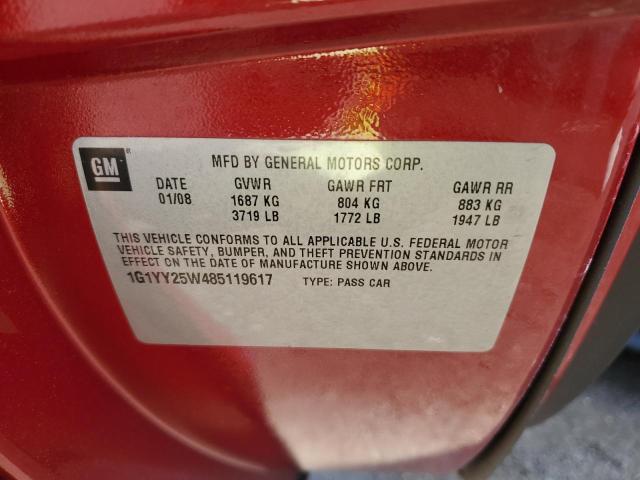 GM
MFD BY GENERAL MOTORS CORP.
DATE GVWR GAWR FRT GAWR RR
01/08 1687 KG 804 KG 883 KG
3719 LB 1772 LB 1947 LB
THIS VEHICLE CONFORMS TO ALL APPLICABLE U.S. FEDERAL MOTOR
VEHICLE SAFETY, BUMPER, AND THEFT PREVENTION STANDARDS IN
EFFECT ON THE DATE OF MANUFACTURE SHOWN ABOVE.
1G1YY25W485119617 TYPE: PASS CAR